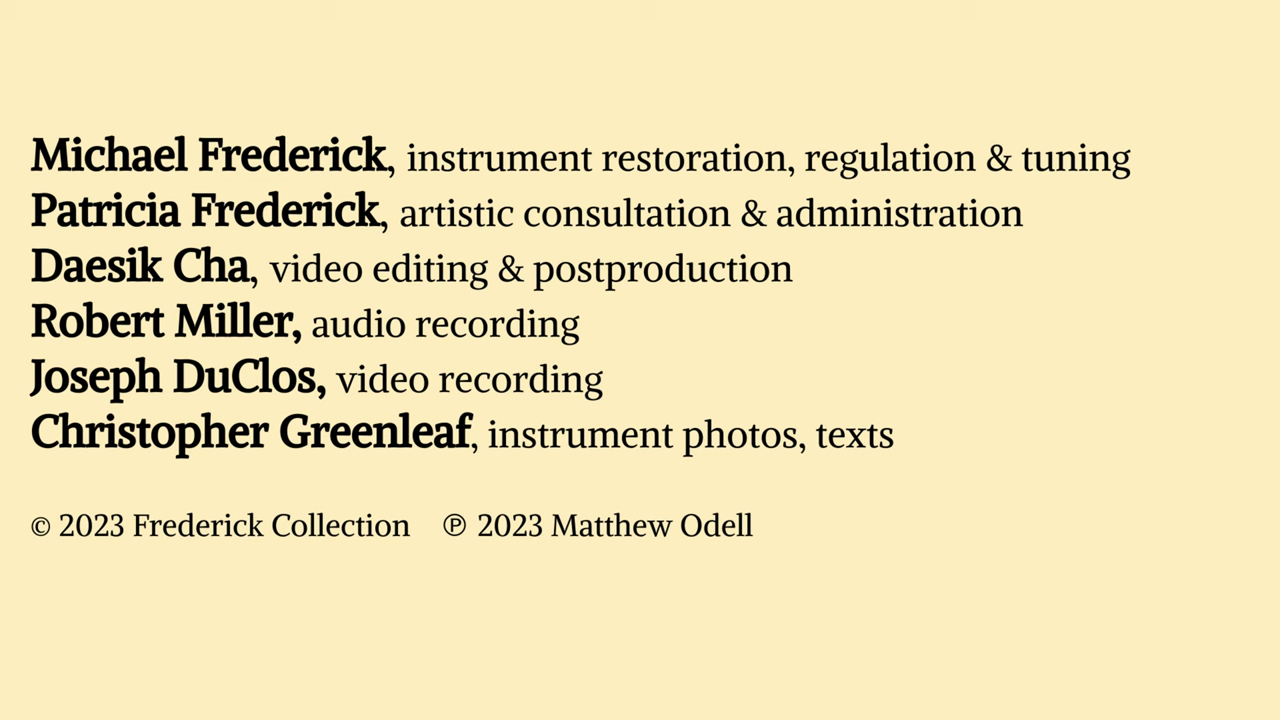 Michael Frederick, instrument restoration, regulation & tuning
Patricia Frederick, artistic consultation & administration
Daesik Cha, video editing & postproduction
Robert Miller, audio recording
Joseph DuClos, video recording
Christopher Greenleaf, instrument photos, texts
© 2023 Frederick Collection ℗ 2023 Matthew Odell